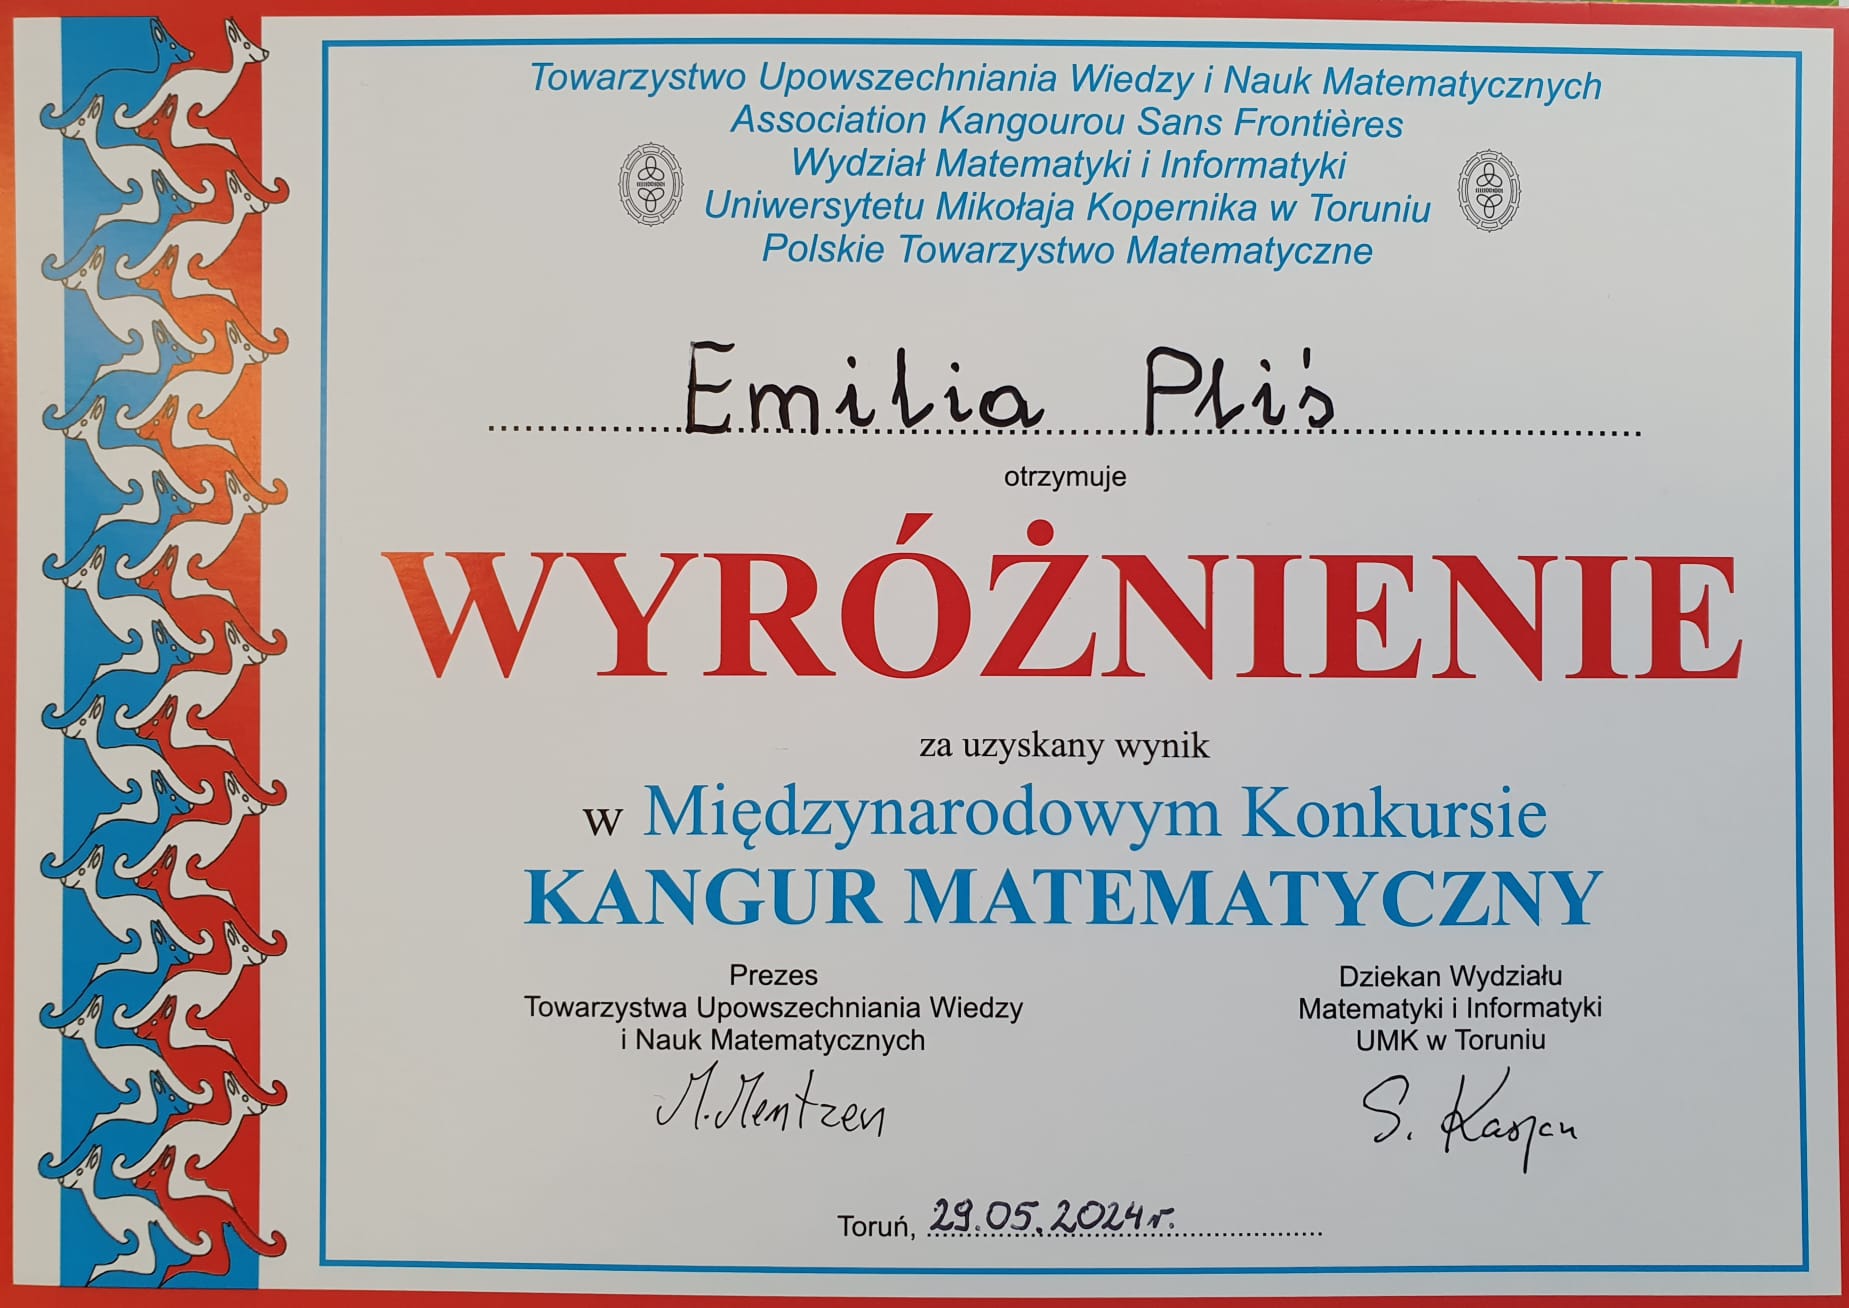 Towarzystwo Upowszechniania Wiedzy i Nauk Matematycznych
Association Kangourou Sans Frontières
Wydział Matematyki i Informatyki
Uniwersytetu Mikołaja Kopernika w Toruniu
Polskie Towarzystwo Matematyczne
Emilia Pliś
otrzymuje
WYRÓŻNIENIE
za uzyskany wynik
w Międzynarodowym Konkursie
KANGUR MATEMATYCZNY
Prezes
Towarzystwa Upowszechniania Wiedzy
i Nauk Matematycznych
M. Mentzen
Dziekan Wydziału
Matematyki i Informatyki
UMK w Toruniu
S. Kasjan
Toruń, 29.05.2024r.